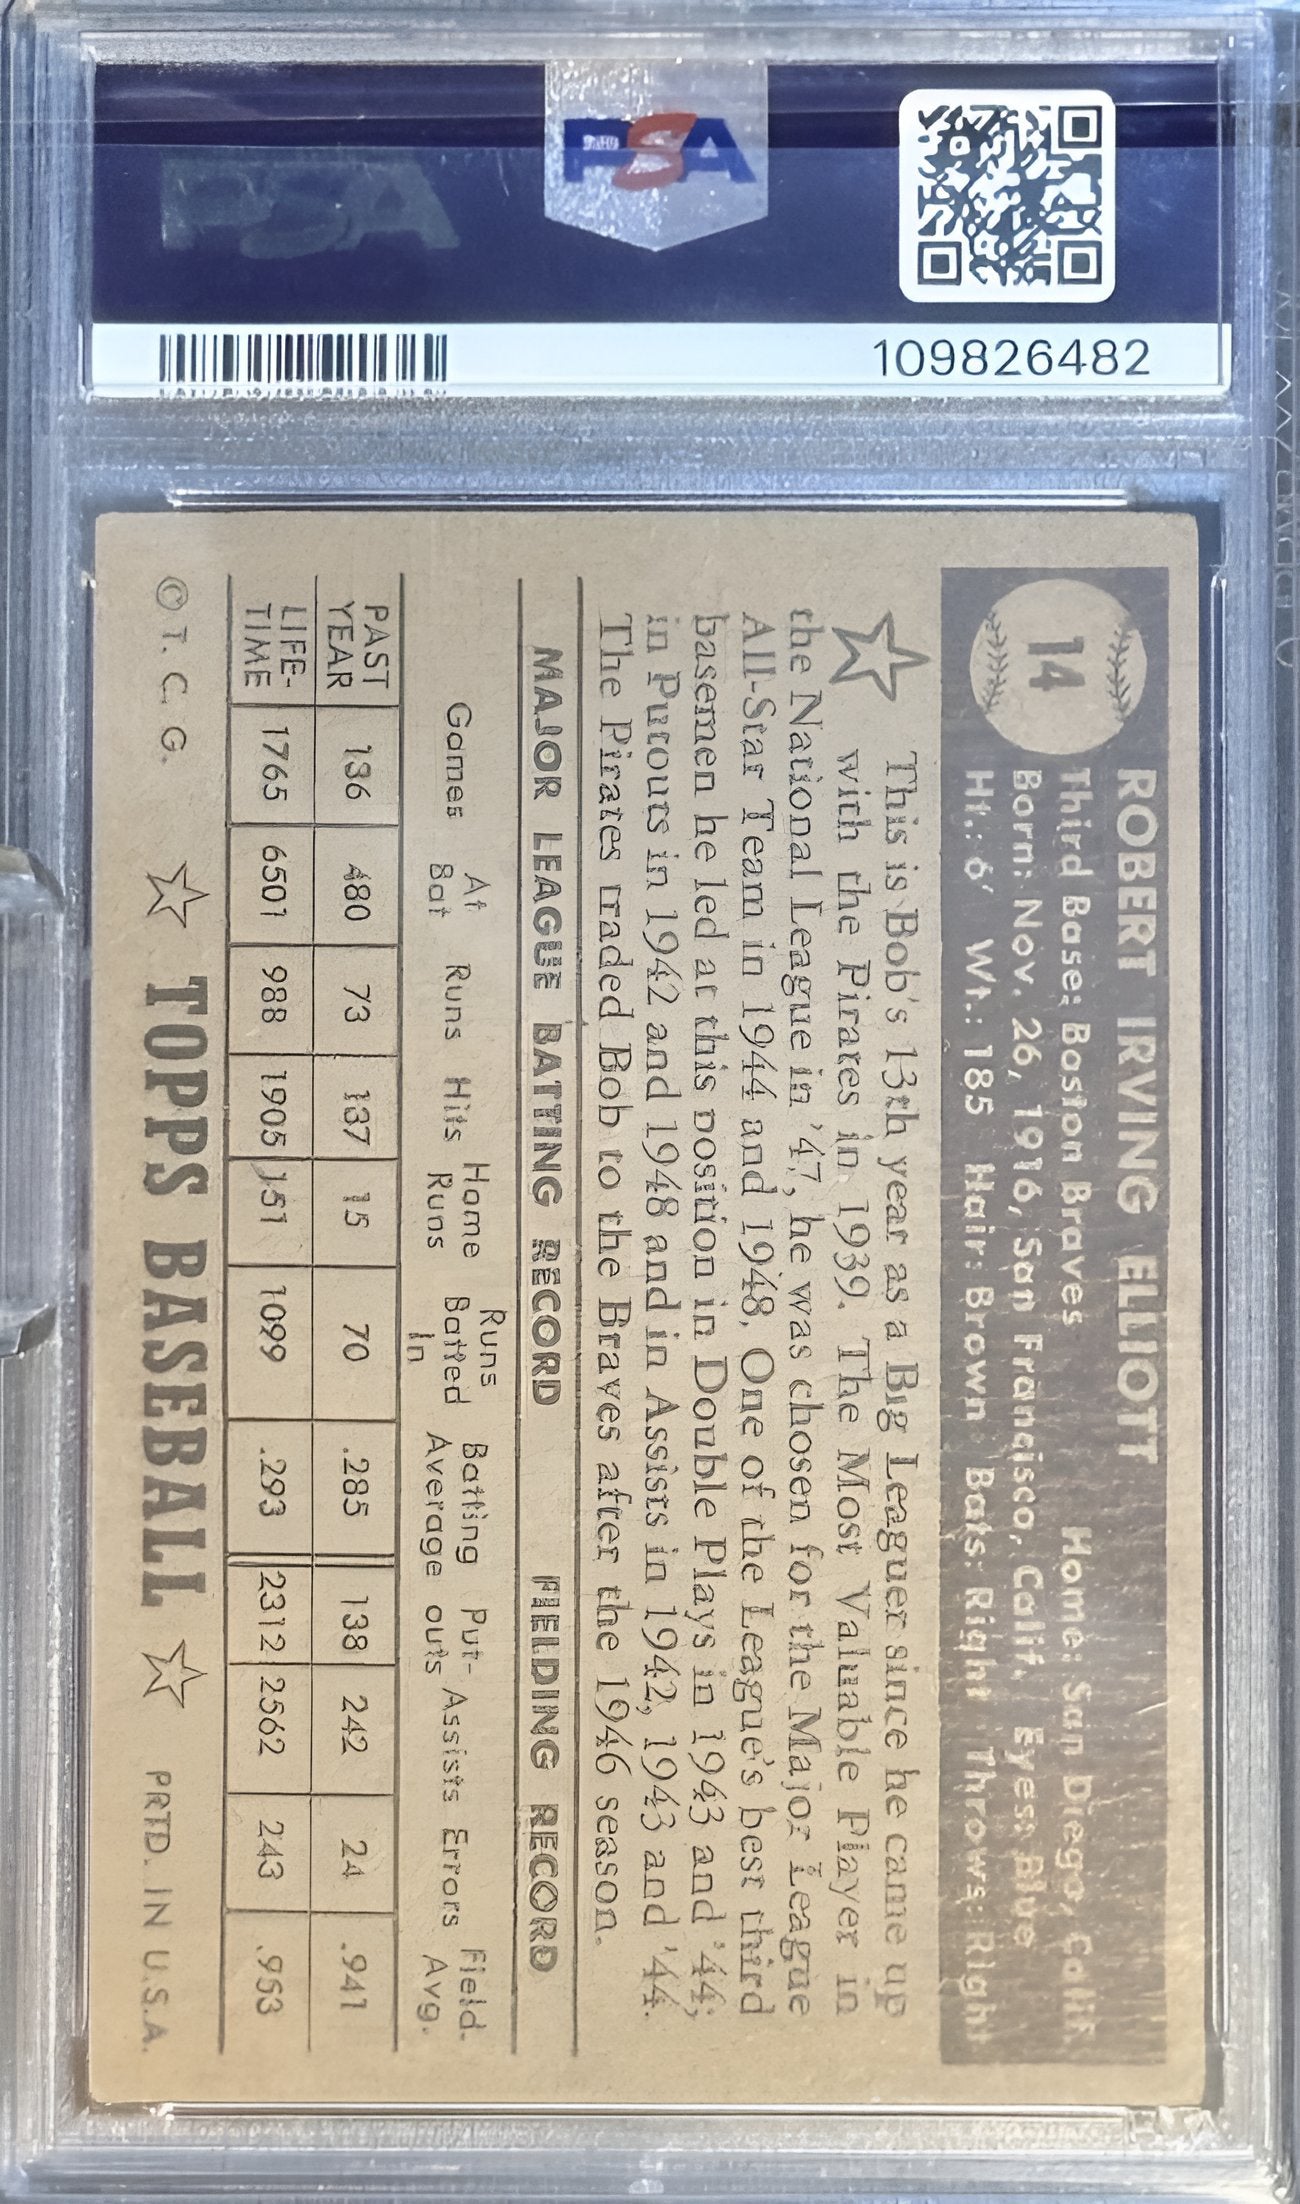 PSA
PSA
109826482
14
ROBERT IRVING ELLIOTT
Third Base: Boston Braves Home: San Diego, Calif.
Born: Nov. 26, 1916, San Francisco, Calif. Eyes: Blue
Ht.: 6' Wt.: 185 Hair: Brown Bats: Right Throws: Right
This is Bob's 13th year as a Big Leaguer since he came up
with the Pirates in 1939. The Most Valuable Player in
the National League in '47, he was chosen for the Major League
All-Star Team in 1944 and 1948. One of the League's best third
basemen he led at this position in Double Plays in 1943 and '44;
in Putouts in 1942 and 1948 and in Assists in 1942, 1943 and '44.
The Pirates traded Bob to the Braves after the 1946 season.
MAJOR LEAGUE BATTING RECORD FIELDING RECORD
Games At Bat Runs Hits Home Runs Runs Batted In Batting Average Put-outs Assists Errors Field. Avg.
PAST YEAR 136 480 73 137 15 70 .285 138 242 24 .941
LIFE-TIME 1765 6501 988 1905 151 1099 .293 2312 2562 243 .953
© T. C. G. TOPPS BASEBALL PRTD. IN U.S.A.